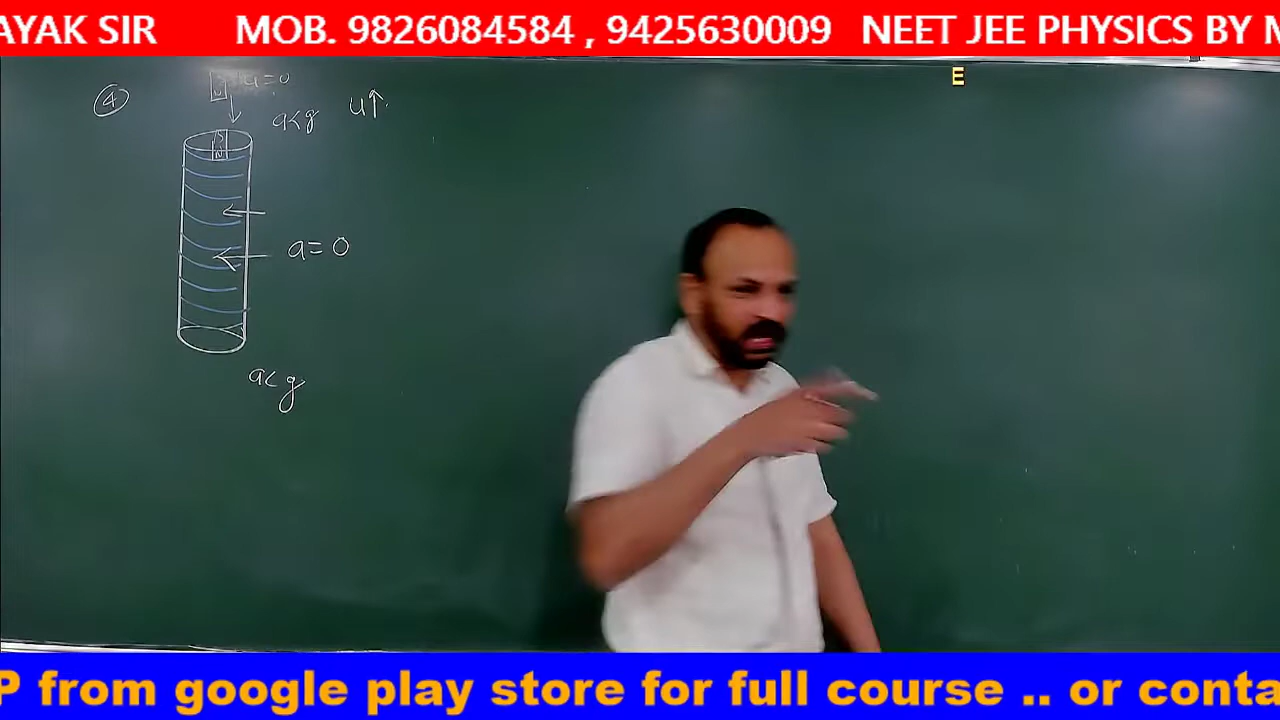 AYAK SIR MOB. 9826084584 , 9425630009 NEET JEE PHYSICS BY M
E
4
u=0
a<g u↑
S
N
a=0
a<g
P from google play store for full course .. or conta